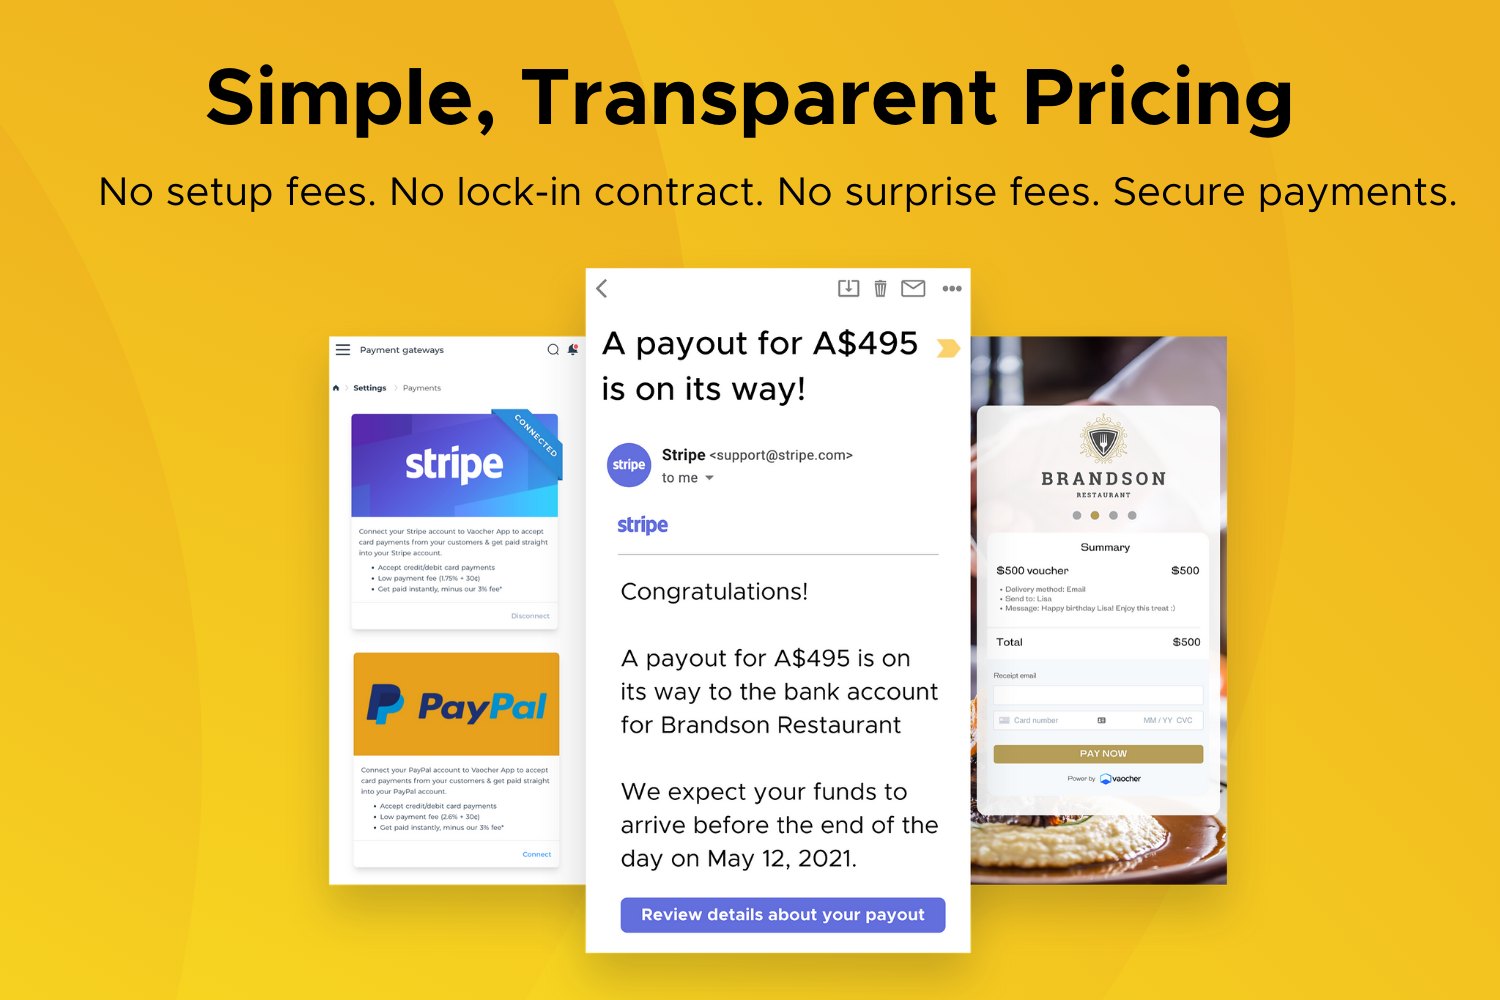 Simple, Transparent Pricing
No setup fees. No lock-in contract. No surprise fees. Secure payments.
Payment gateways
Settings > Payments
CONNECTED
stripe
Connect your Stripe account to Vaocher App to accept
card payments from your customers & get paid straight
into your Stripe account.
• Accept credit/debit card payments
• Low payment fee (1.75% + 30¢)
• Get paid instantly, minus our 3% fee*
Disconnect
PayPal
Connect your PayPal account to Vaocher App to accept
card payments from your customers & get paid straight
into your PayPal account.
• Accept credit/debit card payments
• Low payment fee (2.6% + 30¢)
• Get paid instantly, minus our 3% fee*
Connect
A payout for A$495
is on its way!
stripe
Stripe <support@stripe.com>
to me
stripe
Congratulations!
A payout for A$495 is on
its way to the bank account
for Brandson Restaurant
We expect your funds to
arrive before the end of the
day on May 12, 2021.
Review details about your payout
BRANDSON
RESTAURANT
Summary
$500 voucher $500
• Delivery method: Email
• Send to: Lisa
• Message: Happy birthday Lisa! Enjoy this treat :)
Total $500
Receipt email
Card number MM / YY CVC
PAY NOW
Power by vaocher